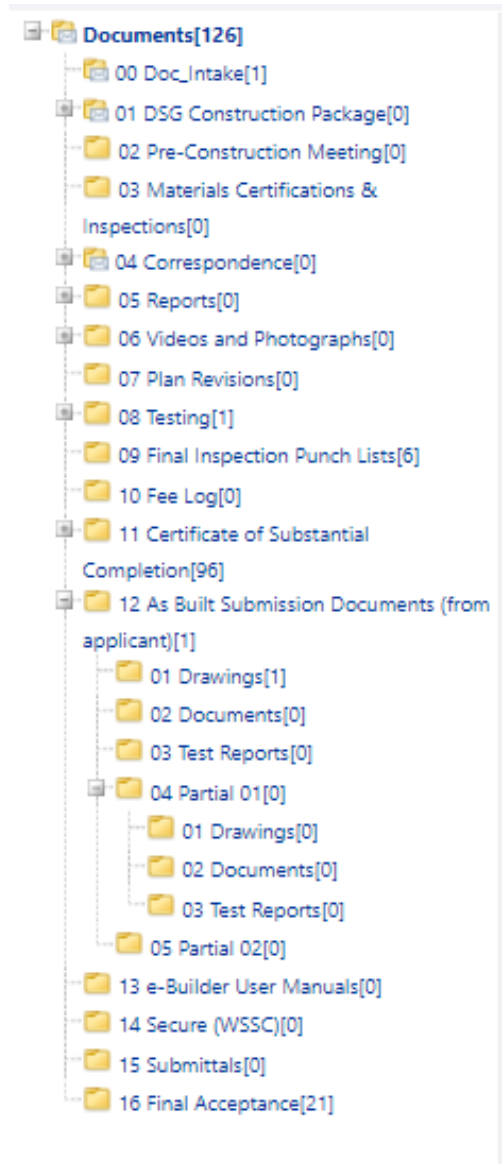 Documents[126]
00 Doc_Intake[1]
01 DSG Construction Package[0]
02 Pre-Construction Meeting[0]
03 Materials Certifications &
Inspections[0]
04 Correspondence[0]
05 Reports[0]
06 Videos and Photographs[0]
07 Plan Revisions[0]
08 Testing[1]
09 Final Inspection Punch Lists[6]
10 Fee Log[0]
11 Certificate of Substantial
Completion[96]
12 As Built Submission Documents (from
applicant)[1]
01 Drawings[1]
02 Documents[0]
03 Test Reports[0]
04 Partial 01[0]
01 Drawings[0]
02 Documents[0]
03 Test Reports[0]
05 Partial 02[0]
13 e-Builder User Manuals[0]
14 Secure (WSSC)[0]
15 Submittals[0]
16 Final Acceptance[21]